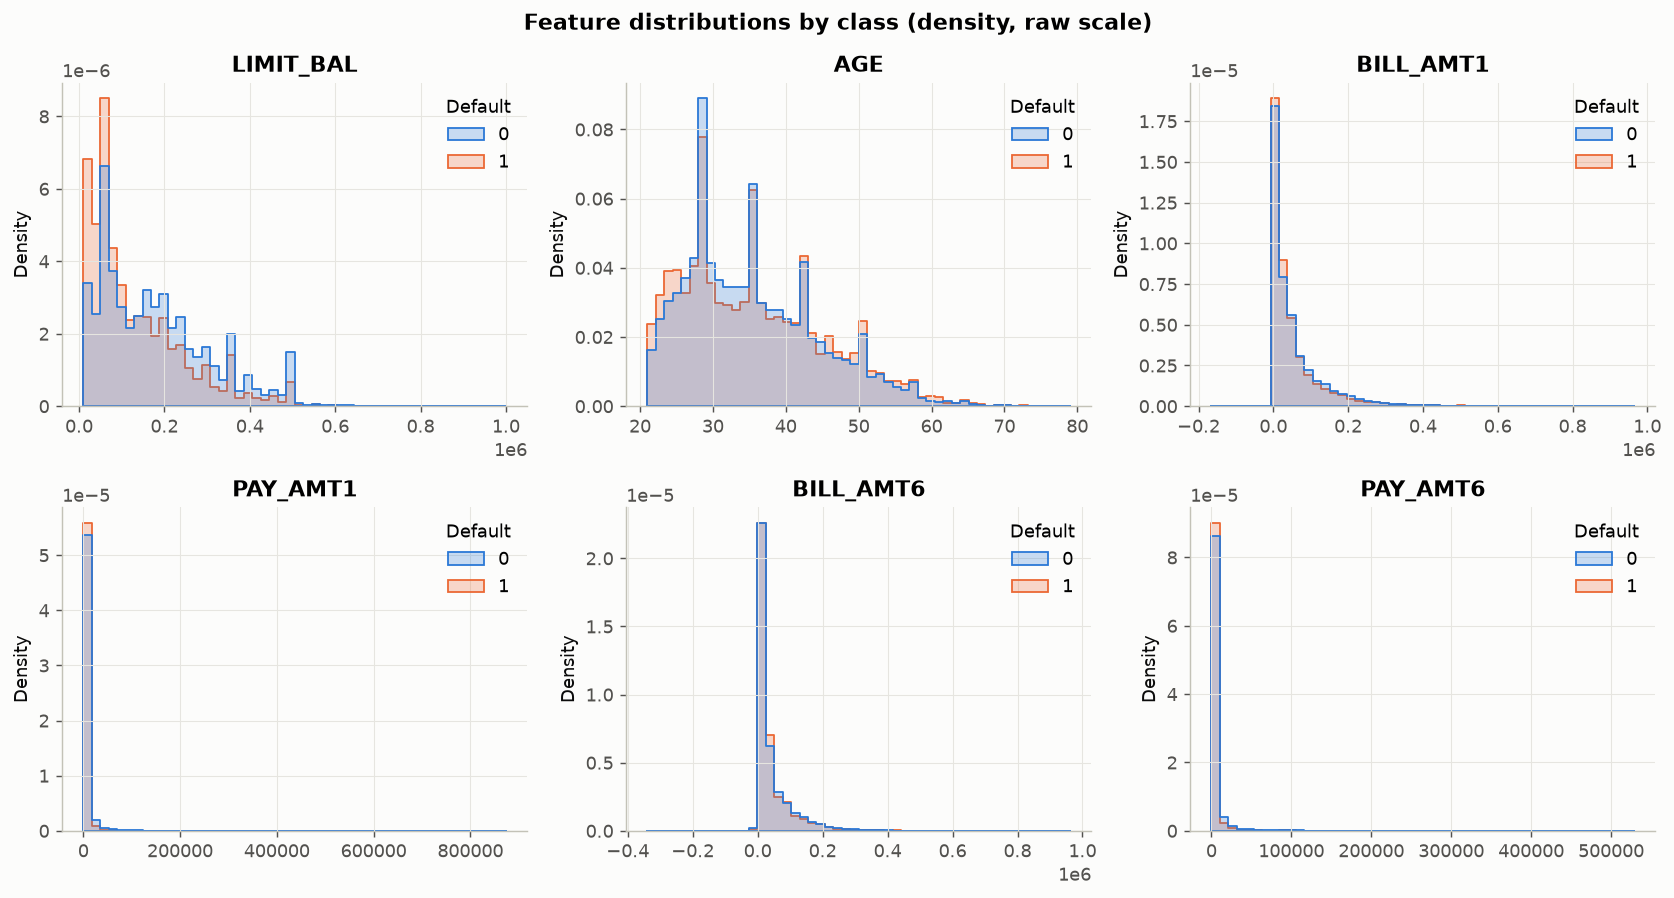 Feature distributions by class (density, raw scale)
LIMIT_BAL
1e−6
Density
8
6
4
2
0
0.0 0.2 0.4 0.6 0.8 1.0
1e6
Default
0
1
AGE
Density
0.08
0.06
0.04
0.02
0.00
20 30 40 50 60 70 80
Default
0
1
BILL_AMT1
1e−5
Density
1.75
1.50
1.25
1.00
0.75
0.50
0.25
0.00
−0.2 0.0 0.2 0.4 0.6 0.8 1.0
1e6
Default
0
1
PAY_AMT1
1e−5
Density
5
4
3
2
1
0
0 200000 400000 600000 800000
Default
0
1
BILL_AMT6
1e−5
Density
2.0
1.5
1.0
0.5
0.0
−0.4 −0.2 0.0 0.2 0.4 0.6 0.8 1.0
1e6
Default
0
1
PAY_AMT6
1e−5
Density
8
6
4
2
0
0 100000 200000 300000 400000 500000
Default
0
1